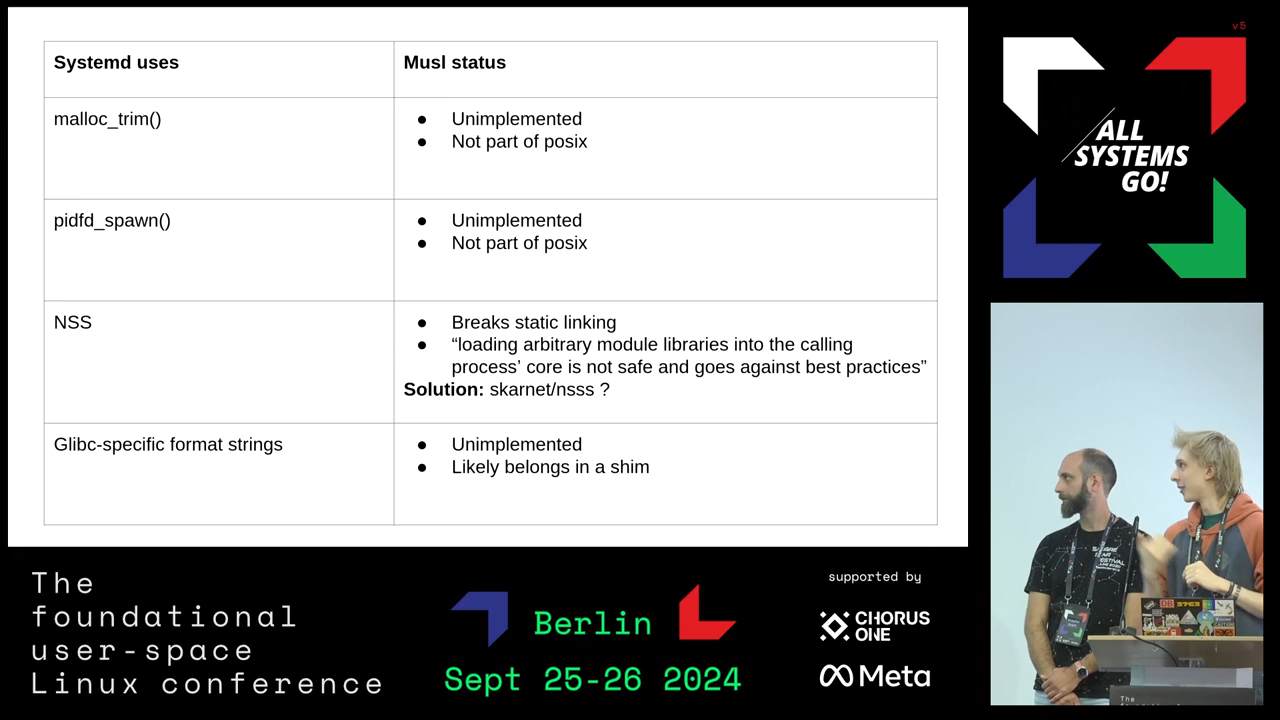 Systemd uses
Musl status
malloc_trim()
● Unimplemented
● Not part of posix
pidfd_spawn()
● Unimplemented
● Not part of posix
NSS
● Breaks static linking
● “loading arbitrary module libraries into the calling
process’ core is not safe and goes against best practices”
Solution: skarnet/nsss ?
Glibc-specific format strings
● Unimplemented
● Likely belongs in a shim
v5
ALL
SYSTEMS
GO!
The
foundational
user-space
Linux conference
Berlin
Sept 25-26 2024
supported by
CHORUS
ONE
Meta
The